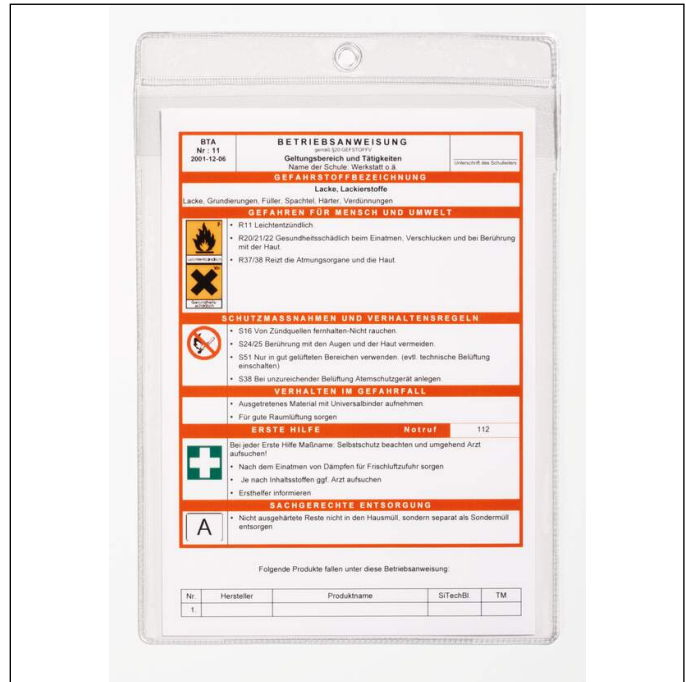 BTA
Nr : 11
2001-12-06
BETRIEBSANWEISUNG
gemäß §20 GEFSTOFFV
Geltungsbereich und Tätigkeiten
Name der Schule: Werkstatt o.ä.
Unterschrift des Schulleiters
GEFAHRSTOFFBEZEICHNUNG
Lacke, Lackierstoffe
Lacke, Grundierungen, Füller, Spachtel, Härter, Verdünnungen
GEFAHREN FÜR MENSCH UND UMWELT
F
Leichtentzündlich
Xn
Gesundheits-
schädlich
• R11 Leichtentzündlich.
• R20/21/22 Gesundheitsschädlich beim Einatmen, Verschlucken und bei Berührung
mit der Haut
• R37/38 Reizt die Atmungsorgane und die Haut
SCHUTZMASSNAHMEN UND VERHALTENSREGELN
• S16 Von Zündquellen fernhalten-Nicht rauchen
• S24/25 Berührung mit den Augen und der Haut vermeiden.
• S51 Nur in gut gelüfteten Bereichen verwenden. (evtl. technische Belüftung
einschalten)
• S38 Bei unzureichender Belüftung Atemschutzgerät anlegen
VERHALTEN IM GEFAHRFALL
• Ausgetretenes Material mit Universalbinder aufnehmen.
• Für gute Raumlüftung sorgen
ERSTE HILFE Notruf 112
Bei jeder Erste Hilfe Maßname: Selbstschutz beachten und umgehend Arzt
aufsuchen!
• Nach dem Einatmen von Dämpfen für Frischluftzufuhr sorgen
• Je nach Inhaltsstoffen ggf. Arzt aufsuchen
• Ersthelfer informieren
SACHGERECHTE ENTSORGUNG
A
• Nicht ausgehärtete Reste nicht in den Hausmüll, sondern separat als Sondermüll
entsorgen
Folgende Produkte fallen unter diese Betriebsanweisung:
Nr. Hersteller Produktname SiTechBl. TM
1.